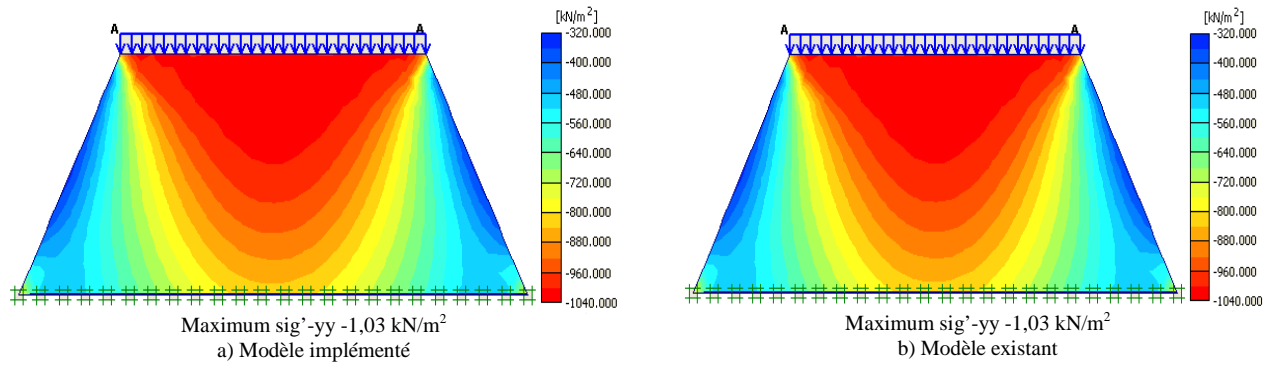 A A
[kN/m²]
-320.000
-400.000
-480.000
-560.000
-640.000
-720.000
-800.000
-880.000
-960.000
-1040.000
Maximum sig’-yy -1,03 kN/m²
a) Modèle implémenté
A A
[kN/m²]
-320.000
-400.000
-480.000
-560.000
-640.000
-720.000
-800.000
-880.000
-960.000
-1040.000
Maximum sig’-yy -1,03 kN/m²
b) Modèle existant